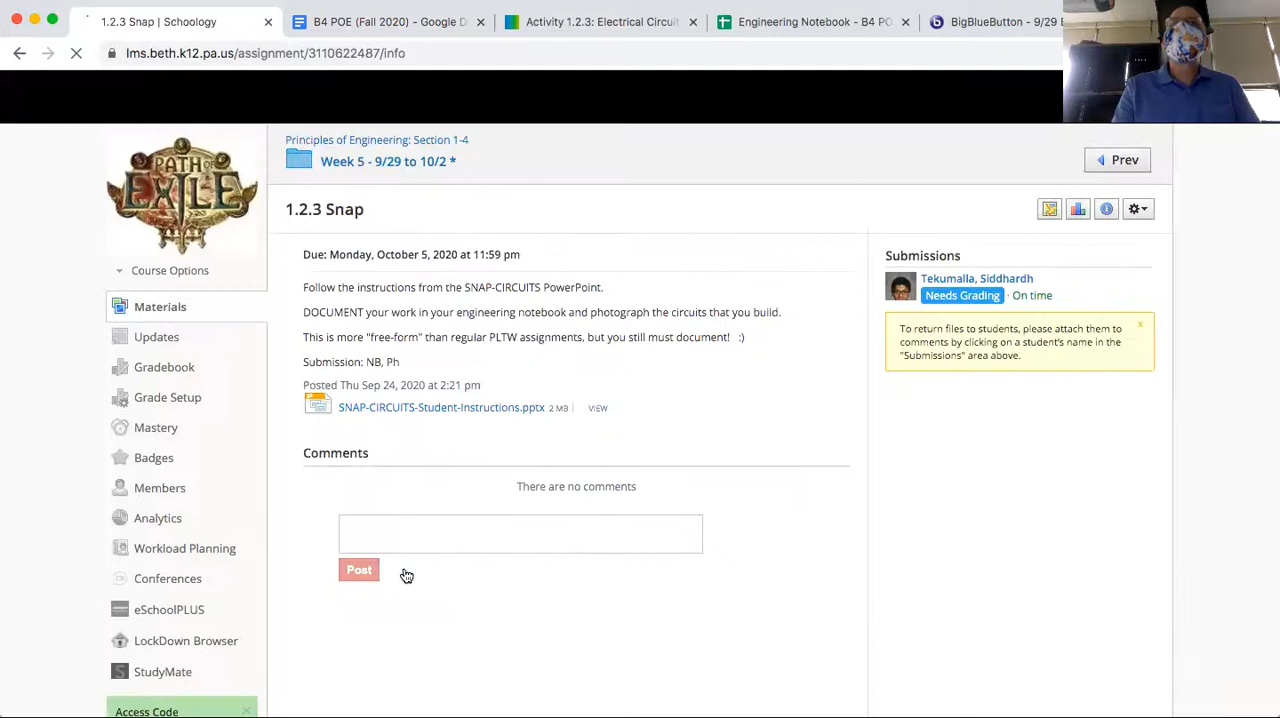 1.2.3 Snap | Schoology
B4 POE (Fall 2020) - Google D
Activity 1.2.3: Electrical Circuit
Engineering Notebook - B4 PO
BigBlueButton - 9/29 B
lms.beth.k12.pa.us/assignment/3110622487/info
PATH OF
EXILE
Principles of Engineering: Section 1-4
Week 5 - 9/29 to 10/2 *
Prev
1.2.3 Snap
Course Options
Due: Monday, October 5, 2020 at 11:59 pm
Submissions
Tekumalla, Siddhardh
Needs Grading · On time
Follow the instructions from the SNAP-CIRCUITS PowerPoint.
DOCUMENT your work in your engineering notebook and photograph the circuits that you build.
This is more "free-form" than regular PLTW assignments, but you still must document! :)
Submission: NB, Ph
Posted Thu Sep 24, 2020 at 2:21 pm
SNAP-CIRCUITS-Student-Instructions.pptx 2 MB VIEW
To return files to students, please attach them to
comments by clicking on a student's name in the
"Submissions" area above.
x
Comments
There are no comments
Post
Materials
Updates
Gradebook
Grade Setup
Mastery
Badges
Members
Analytics
Workload Planning
Conferences
eSchoolPLUS
LockDown Browser
StudyMate
Access Code